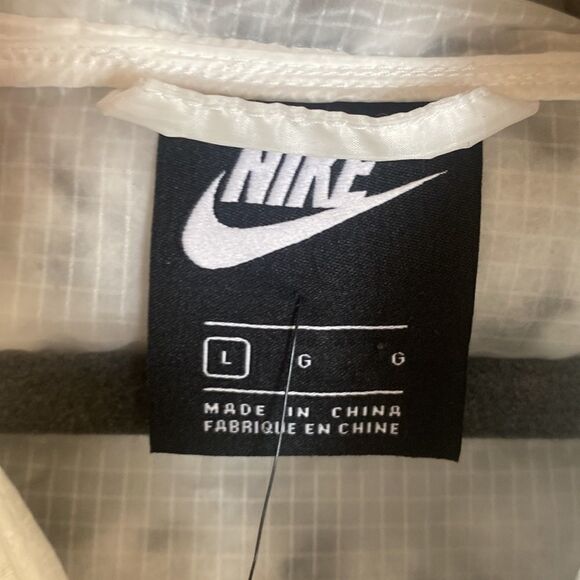 NIKE
L G G
MADE IN CHINA
FABRIQUE EN CHINE